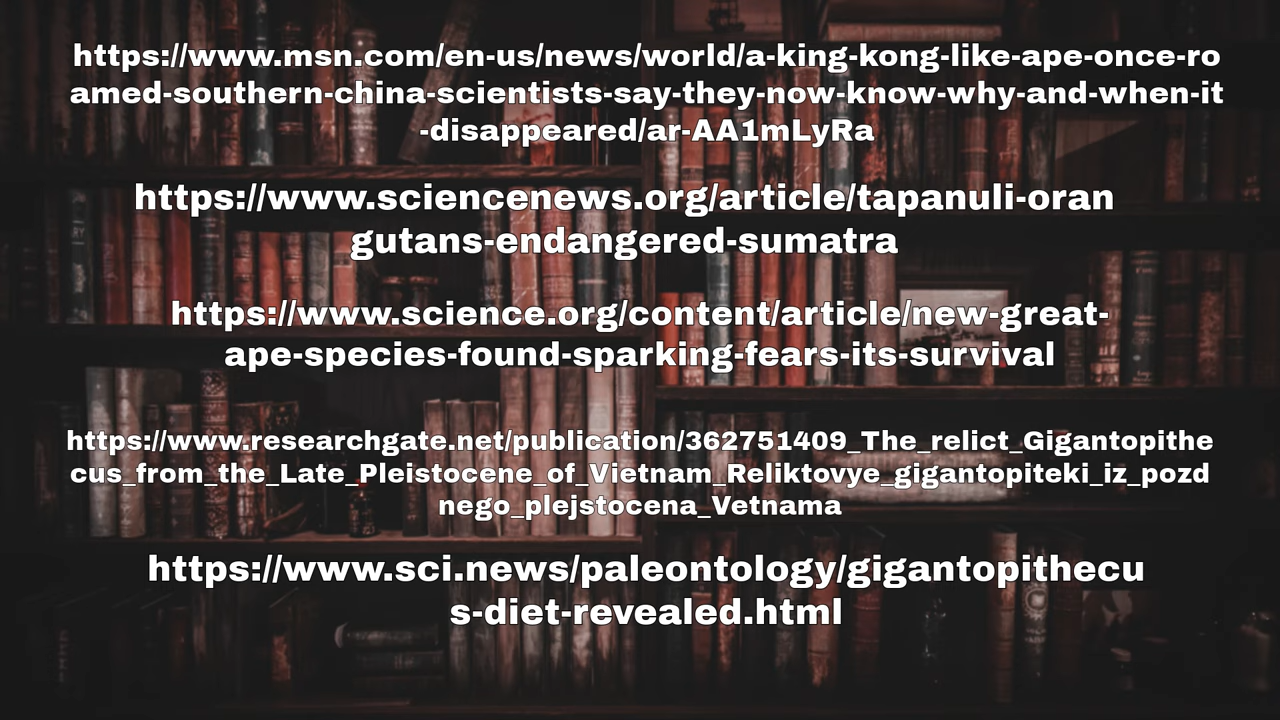 https://www.msn.com/en-us/news/world/a-king-kong-like-ape-once-ro
amed-southern-china-scientists-say-they-now-know-why-and-when-it
-disappeared/ar-AA1mLyRa
https://www.sciencenews.org/article/tapanuli-oran
gutans-endangered-sumatra
https://www.science.org/content/article/new-great-
ape-species-found-sparking-fears-its-survival
https://www.researchgate.net/publication/362751409_The_relict_Gigantopithe
cus_from_the_Late_Pleistocene_of_Vietnam_Reliktovye_gigantopiteki_iz_pozd
nego_plejstocena_Vetnama
https://www.sci.news/paleontology/gigantopithecu
s-diet-revealed.html